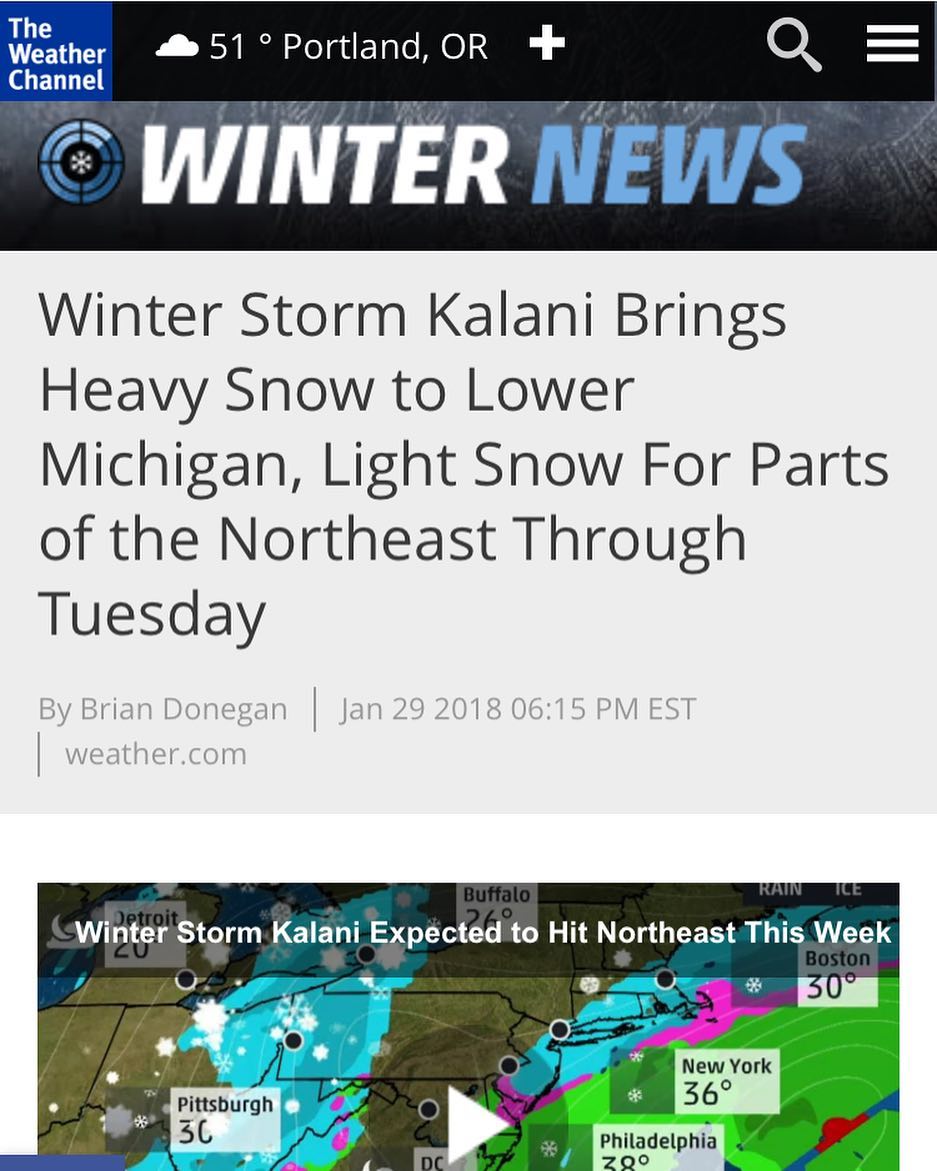 The
Weather
Channel
51 ° Portland, OR
WINTER NEWS
Winter Storm Kalani Brings
Heavy Snow to Lower
Michigan, Light Snow For Parts
of the Northeast Through
Tuesday
By Brian Donegan | Jan 29 2018 06:15 PM EST
| weather.com
RAIN ICE
Buffalo
26°
Detroit
20°
Winter Storm Kalani Expected to Hit Northeast This Week
Boston
30°
New York
36°
Pittsburgh
30
Philadelphia
38°
DC